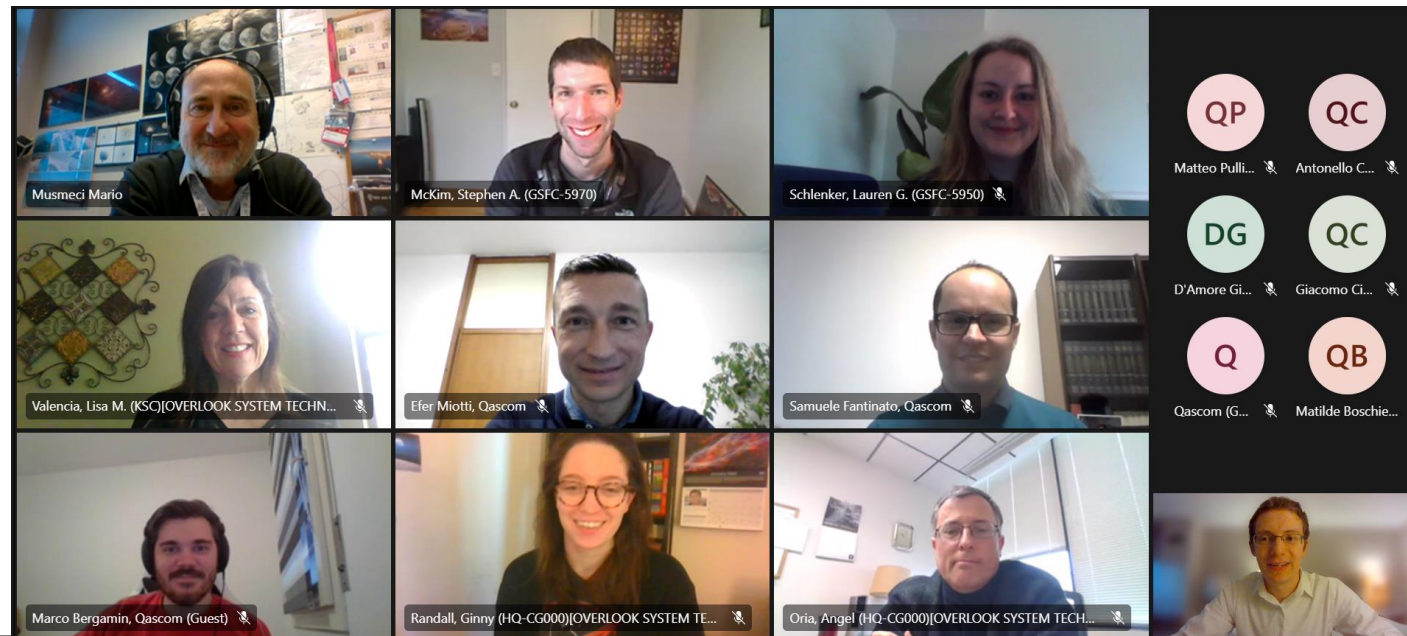 Musmeci Mario
McKim, Stephen A. (GSFC-5970)
Schlenker, Lauren G. (GSFC-5950)
QP
QC
Matteo Pulli...
Antonello C...
DG
QC
D'Amore Gi...
Giacomo Ci...
Q
QB
Qascom (G...
Matilde Boschie...
Valencia, Lisa M. (KSC)[OVERLOOK SYSTEM TECHN...
Efer Miotti, Qascom
Samuele Fantinato, Qascom
Marco Bergamin, Qascom (Guest)
Randall, Ginny (HQ-CG000)[OVERLOOK SYSTEM TE...
Oria, Angel (HQ-CG000)[OVERLOOK SYSTEM TECH...